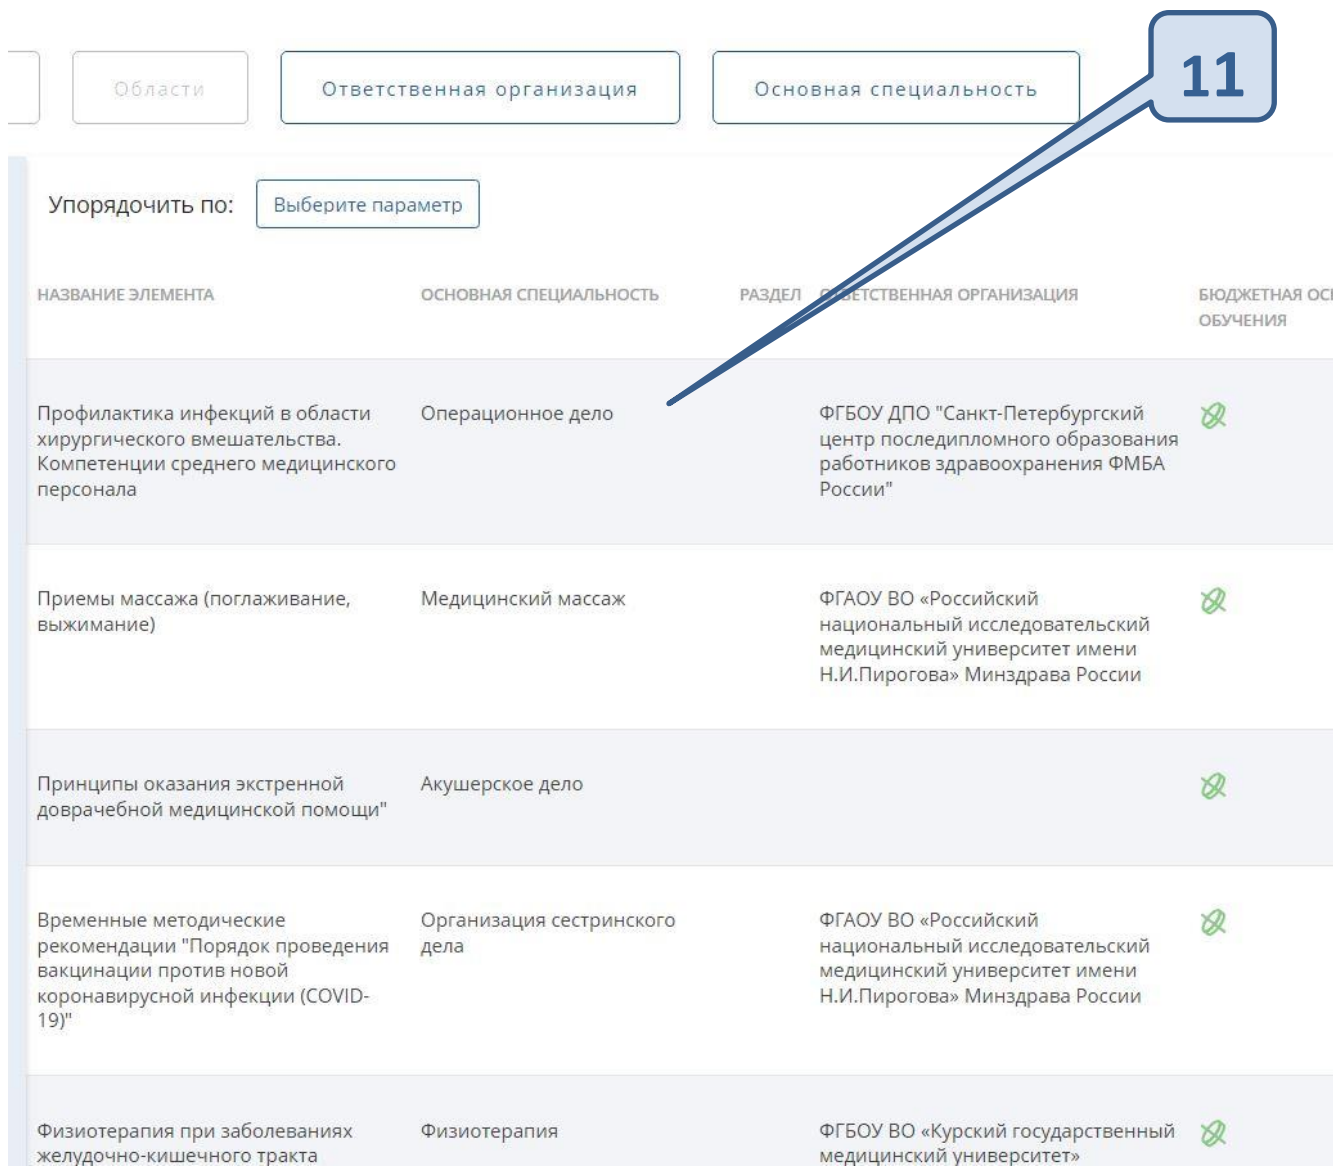 11
Области
Ответственная организация
Основная специальность
Упорядочить по:
Выберите параметр
НАЗВАНИЕ ЭЛЕМЕНТА
ОСНОВНАЯ СПЕЦИАЛЬНОСТЬ
РАЗДЕЛ
ОТВЕТСТВЕННАЯ ОРГАНИЗАЦИЯ
БЮДЖЕТНАЯ
ОБУЧЕНИЯ
Профилактика инфекций в области
хирургического вмешательства.
Компетенции среднего медицинского
персонала
Операционное дело
ФГБОУ ДПО "Санкт-Петербургский
центр последипломного образования
работников здравоохранения ФМБА
России"
Приемы массажа (поглаживание,
выжимание)
Медицинский массаж
ФГАОУ ВО «Российский
национальный исследовательский
медицинский университет имени
Н.И.Пирогова» Минздрава России
Принципы оказания экстренной
доврачебной медицинской помощи"
Акушерское дело
Временные методические
рекомендации "Порядок проведения
вакцинации против новой
коронавирусной инфекции (COVID-
19)"
Организация сестринского
дела
ФГАОУ ВО «Российский
национальный исследовательский
медицинский университет имени
Н.И.Пирогова» Минздрава России
Физиотерапия при заболеваниях
желудочно-кишечного тракта
Физиотерапия
ФГБОУ ВО «Курский государственный
медицинский университет»